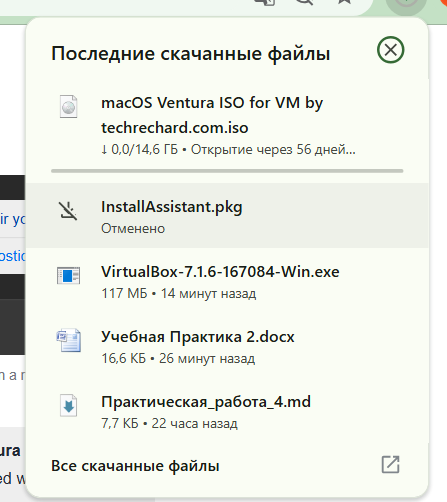 Последние скачанные файлы
macOS Ventura ISO for VM by
techrechard.com.iso
↓ 0,0/14,6 ГБ • Открытие через 56 дней...
InstallAssistant.pkg
Отменено
ir yo
VirtualBox-7.1.6-167084-Win.exe
ostic
117 МБ • 14 минут назад
Учебная Практика 2.docx
16,6 КБ • 26 минут назад
Практическая_работа_4.md
7,7 КБ • 22 часа назад
ura
Все скачанные файлы
ed w